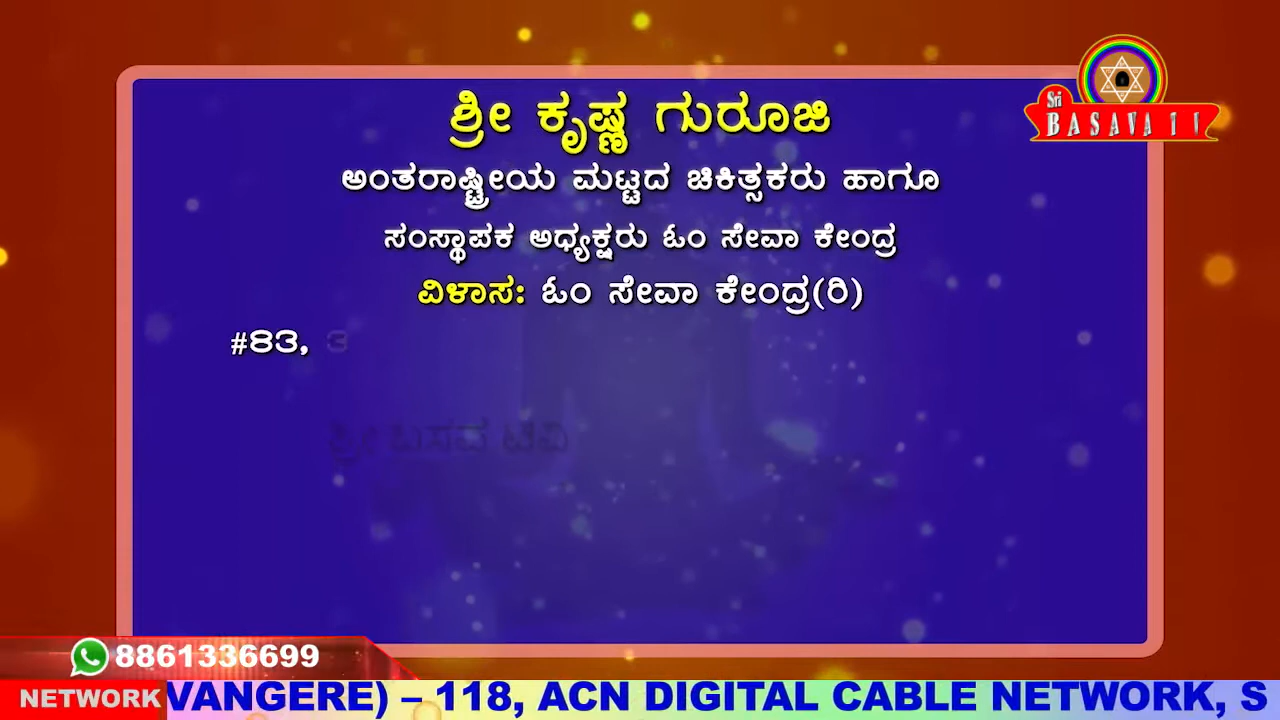 ಶ್ರೀ ಕೃಷ್ಣ ಗುರೂಜಿ
Sri
BASAVA TV
ಅಂತರಾಷ್ಟ್ರೀಯ ಮಟ್ಟದ ಚಿಕಿತ್ಸಕರು ಹಾಗೂ
ಸಂಸ್ಥಾಪಕ ಅಧ್ಯಕ್ಷರು ಓಂ ಸೇವಾ ಕೇಂದ್ರ
ವಿಳಾಸ: ಓಂ ಸೇವಾ ಕೇಂದ್ರ(ರಿ)
#83,
ಶ್ರೀ ಬಸವ ಟಿವಿ
8861336699
NETWORK VANGERE) – 118, ACN DIGITAL CABLE NETWORK, S